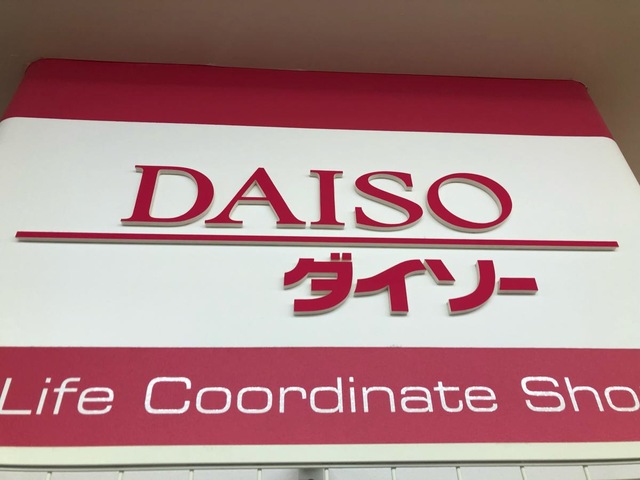 DAISO
ダイソー
Life Coordinate Sho